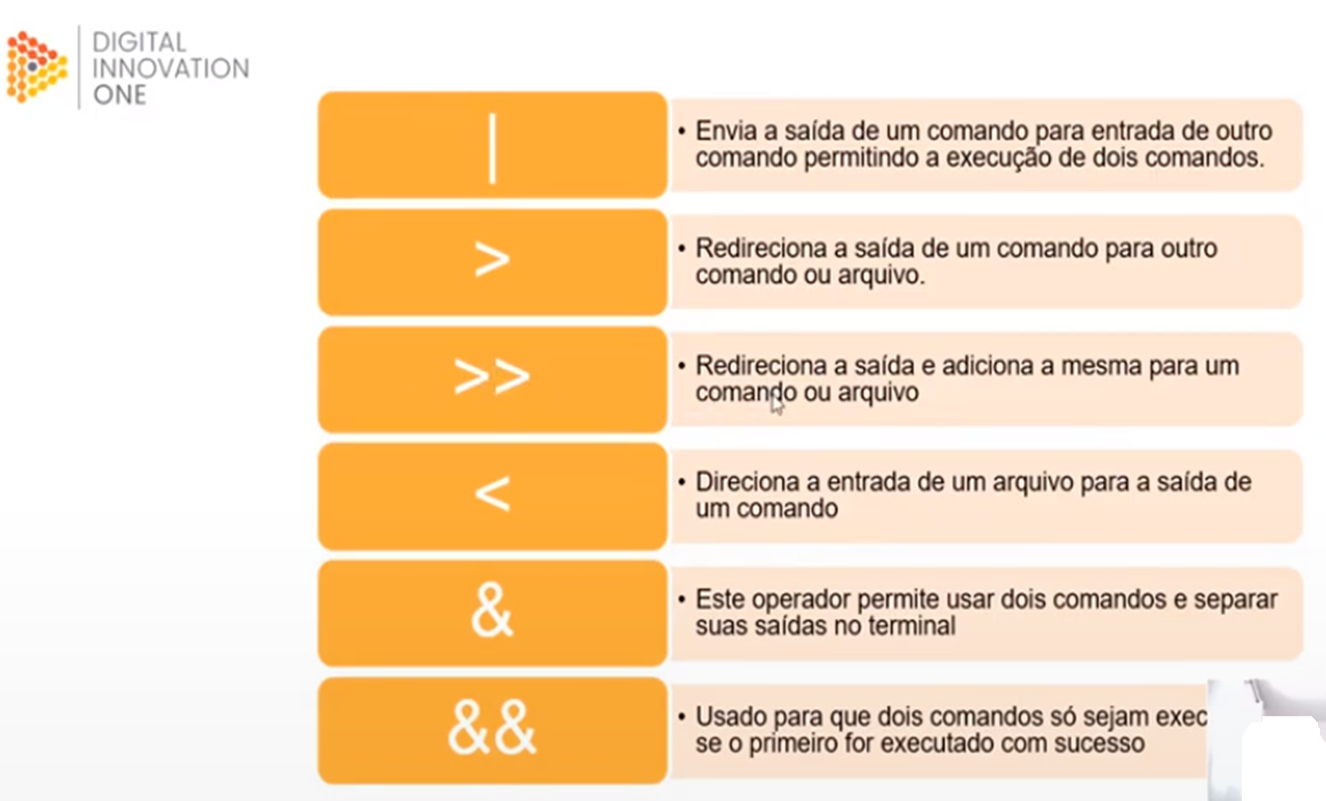 DIGITAL
INNOVATION
ONE
|
• Envia a saída de um comando para entrada de outro
comando permitindo a execução de dois comandos.
>
• Redireciona a saída de um comando para outro
comando ou arquivo.
>>
• Redireciona a saída e adiciona a mesma para um
comando ou arquivo
<
• Direciona a entrada de um arquivo para a saída de
um comando
&
• Este operador permite usar dois comandos e separar
suas saídas no terminal
&&
• Usado para que dois comandos só sejam
se o primeiro for executado com sucesso